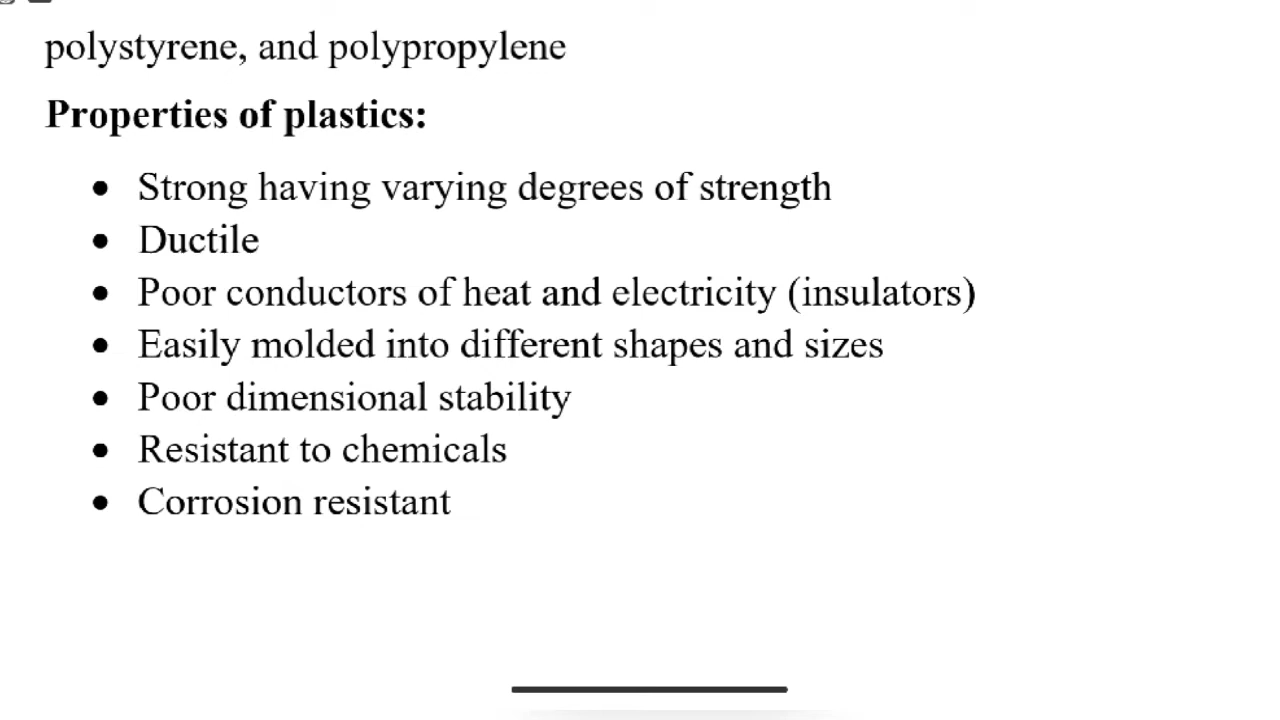 polystyrene, and polypropylene
Properties of plastics:
• Strong having varying degrees of strength
• Ductile
• Poor conductors of heat and electricity (insulators)
• Easily molded into different shapes and sizes
• Poor dimensional stability
• Resistant to chemicals
• Corrosion resistant